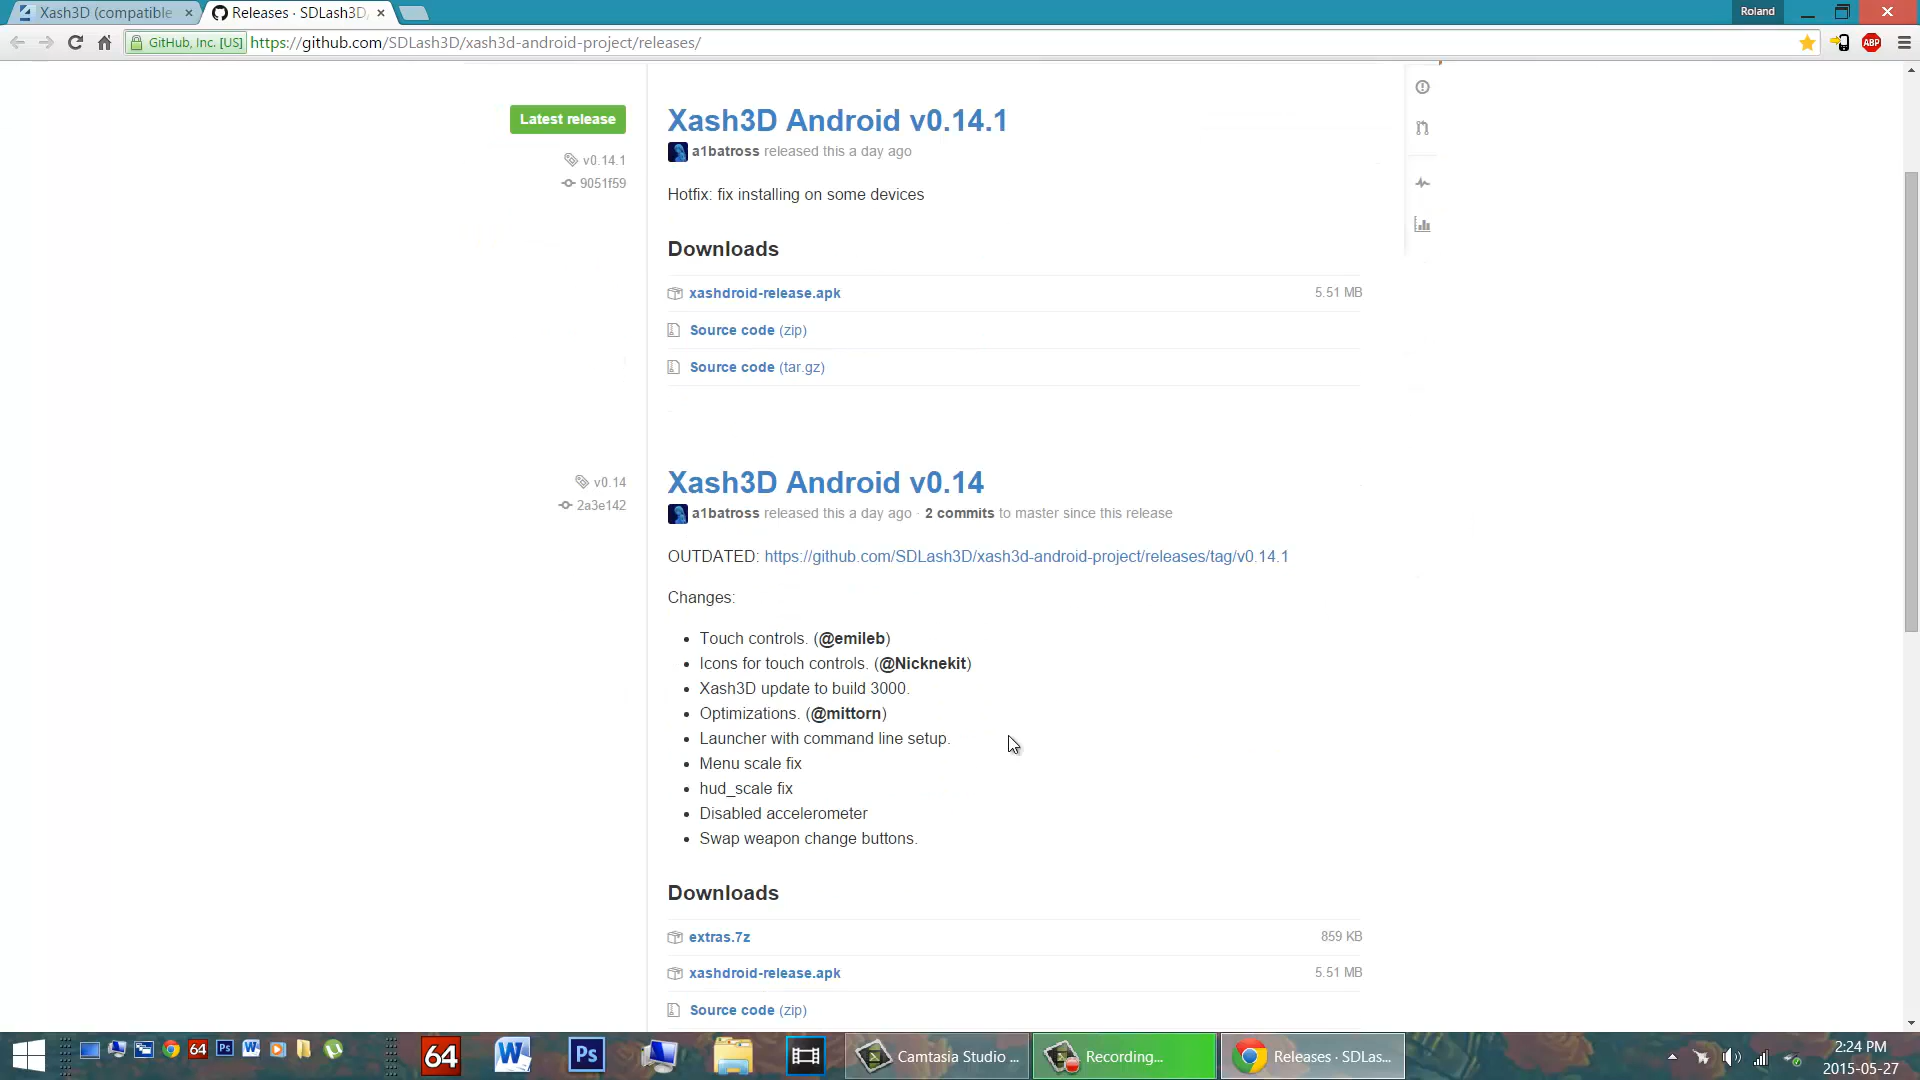 Xash3D (compatible
Releases · SDLash3D/
Roland
GitHub, Inc. [US]
https://github.com/SDLash3D/xash3d-android-project/releases/
ABP
Latest release
v0.14.1
9051f59
Xash3D Android v0.14.1
a1batross released this a day ago
Hotfix: fix installing on some devices
Downloads
xashdroid-release.apk 5.51 MB
Source code (zip)
Source code (tar.gz)
v0.14
2a3e142
Xash3D Android v0.14
a1batross released this a day ago · 2 commits to master since this release
OUTDATED: https://github.com/SDLash3D/xash3d-android-project/releases/tag/v0.14.1
Changes:
Touch controls. (@emileb)
Icons for touch controls. (@Nicknekit)
Xash3D update to build 3000.
Optimizations. (@mittorn)
Launcher with command line setup.
Menu scale fix
hud_scale fix
Disabled accelerometer
Swap weapon change buttons.
Downloads
extras.7z 859 KB
xashdroid-release.apk 5.51 MB
Source code (zip)
64
Ps
W
64
W
Ps
Camtasia Studio ...
Recording...
Releases · SDLas...
2:24 PM
2015-05-27